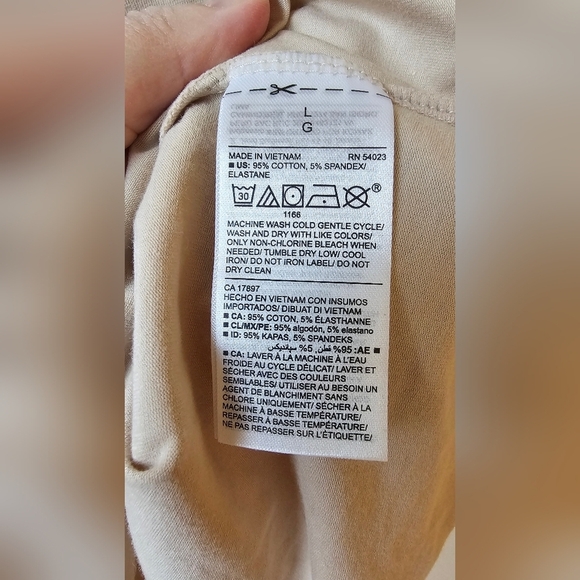 L
G
MADE IN VIETNAM RN 54023
■ US: 95% COTTON, 5% SPANDEX/
ELASTANE
30 ®
1166
MACHINE WASH COLD GENTLE CYCLE/
WASH AND DRY WITH LIKE COLORS/
ONLY NON-CHLORINE BLEACH WHEN
NEEDED/ TUMBLE DRY LOW/ COOL
IRON/ DO NOT IRON LABEL/ DO NOT
DRY CLEAN
CA 17897
HECHO EN VIETNAM CON INSUMOS
IMPORTADOS/ DIBUAT DI VIETNAM
■ CA: 95% COTON, 5% ÉLASTHANNE
■ CL/MX/PE: 95% algodón, 5% elastano
■ ID: 95% KAPAS, 5% SPANDEKS
■ AE: 95% قطن, 5% سبانديكس
■ CA: LAVER À LA MACHINE À L'EAU
FROIDE AU CYCLE DÉLICAT/ LAVER ET
SÉCHER AVEC DES COULEURS
SEMBLABLES/ UTILISER AU BESOIN UN
AGENT DE BLANCHIMENT SANS
CHLORE UNIQUEMENT/ SÉCHER À LA
MACHINE À BASSE TEMPÉRATURE/
REPASSER À BASSE TEMPÉRATURE/
NE PAS REPASSER SUR L'ÉTIQUETTE/